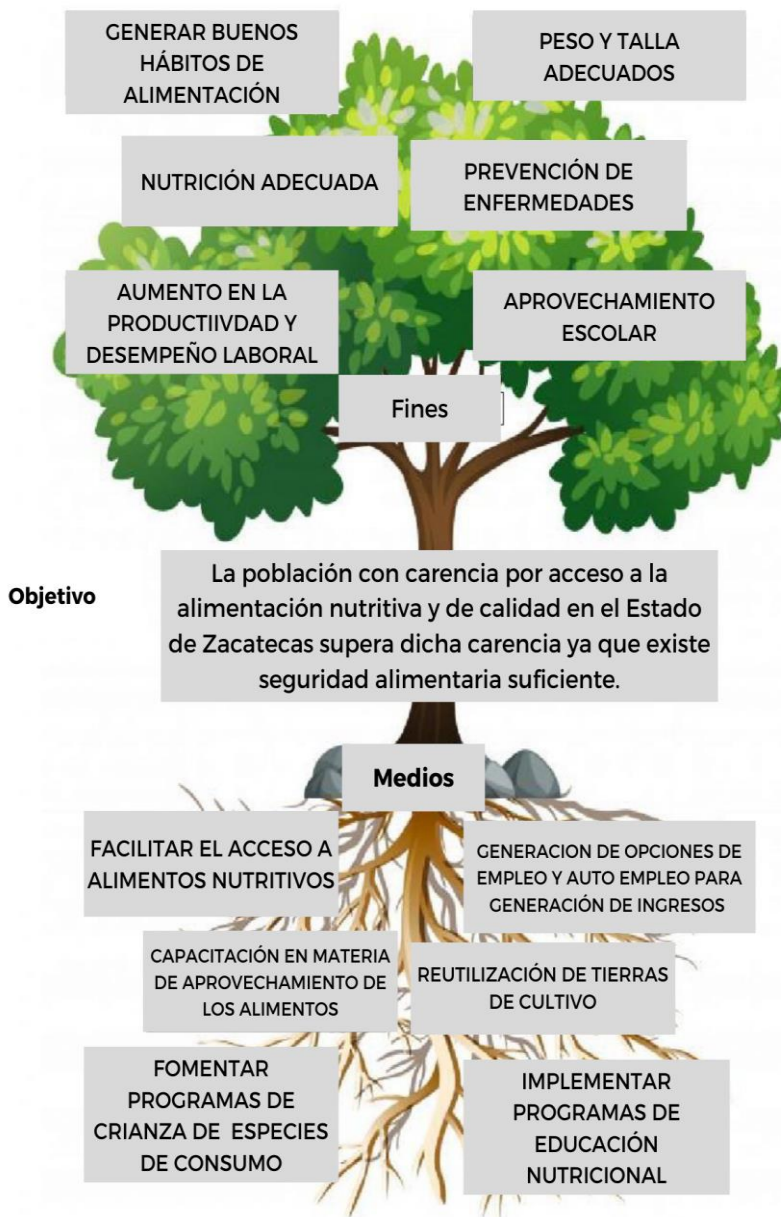 GENERAR BUENOS
HÁBITOS DE
ALIMENTACIÓN
PESO Y TALLA
ADECUADOS
NUTRICIÓN ADECUADA
PREVENCIÓN DE
ENFERMEDADES
AUMENTO EN LA
PRODUCTIIVDAD Y
DESEMPEÑO LABORAL
APROVECHAMIENTO
ESCOLAR
Fines
Objetivo
La población con carencia por acceso a la
alimentación nutritiva y de calidad en el Estado
de Zacatecas supera dicha carencia ya que existe
seguridad alimentaria suficiente.
Medios
FACILITAR EL ACCESO A
ALIMENTOS NUTRITIVOS
GENERACION DE OPCIONES DE
EMPLEO Y AUTO EMPLEO PARA
GENERACIÓN DE INGRESOS
CAPACITACIÓN EN MATERIA
DE APROVECHAMIENTO DE
LOS ALIMENTOS
REUTILIZACIÓN DE TIERRAS
DE CULTIVO
FOMENTAR
PROGRAMAS DE
CRIANZA DE ESPECIES
DE CONSUMO
IMPLEMENTAR
PROGRAMAS DE
EDUCACIÓN
NUTRICIONAL